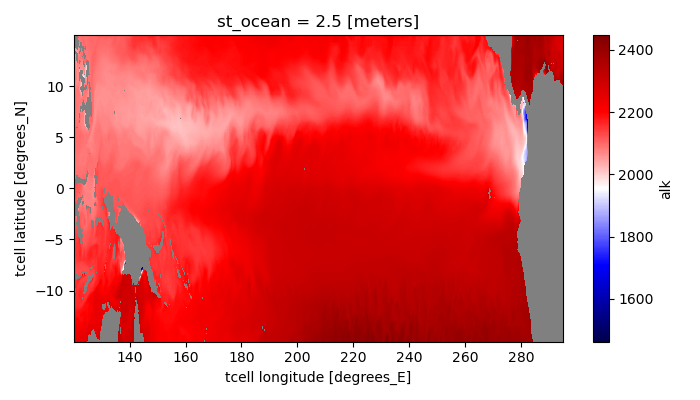 st_ocean = 2.5 [meters]
10
5
0
−5
−10
tcell latitude [degrees_N]
140 160 180 200 220 240 260 280
tcell longitude [degrees_E]
2400
2200
2000
1800
1600
alk